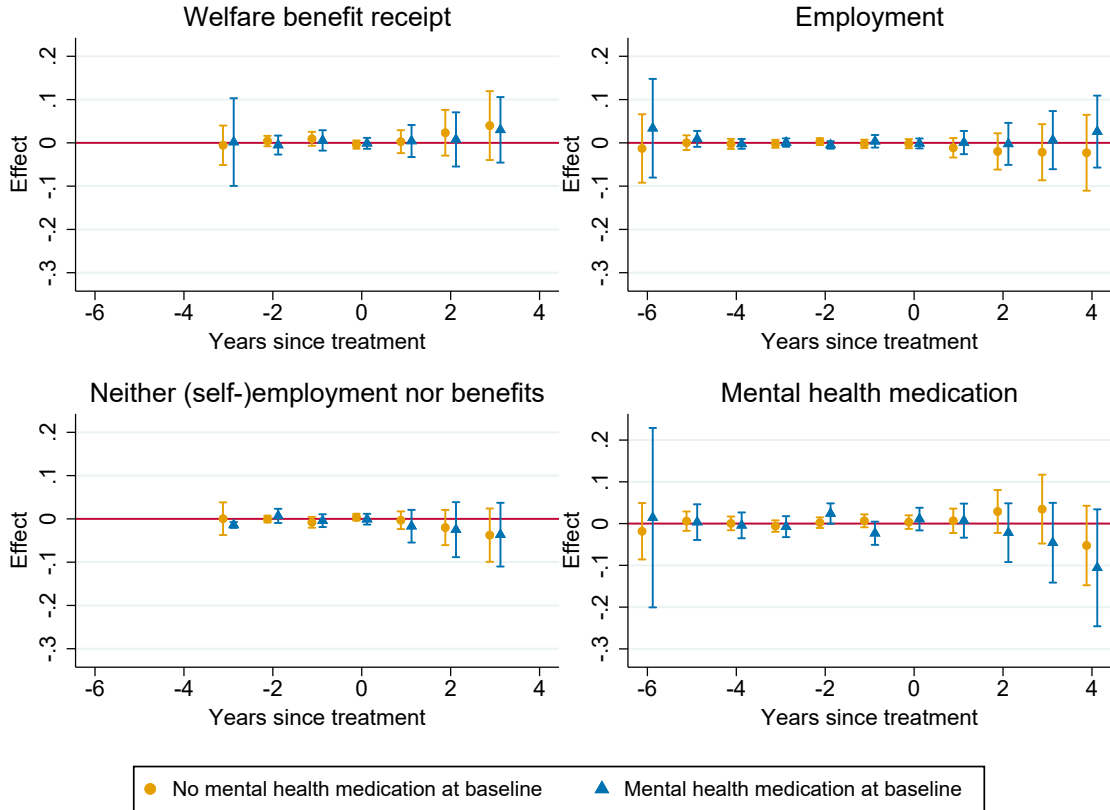 Welfare benefit receipt
Employment
Effect
.2
.1
0
-.1
-.2
-.3
-6 -4 -2 0 2 4
Years since treatment
Effect
.2
.1
0
-.1
-.2
-.3
-6 -4 -2 0 2 4
Years since treatment
Neither (self-)employment nor benefits
Mental health medication
Effect
.2
.1
0
-.1
-.2
-.3
-6 -4 -2 0 2 4
Years since treatment
Effect
.2
.1
0
-.1
-.2
-.3
-6 -4 -2 0 2 4
Years since treatment
No mental health medication at baseline
Mental health medication at baseline